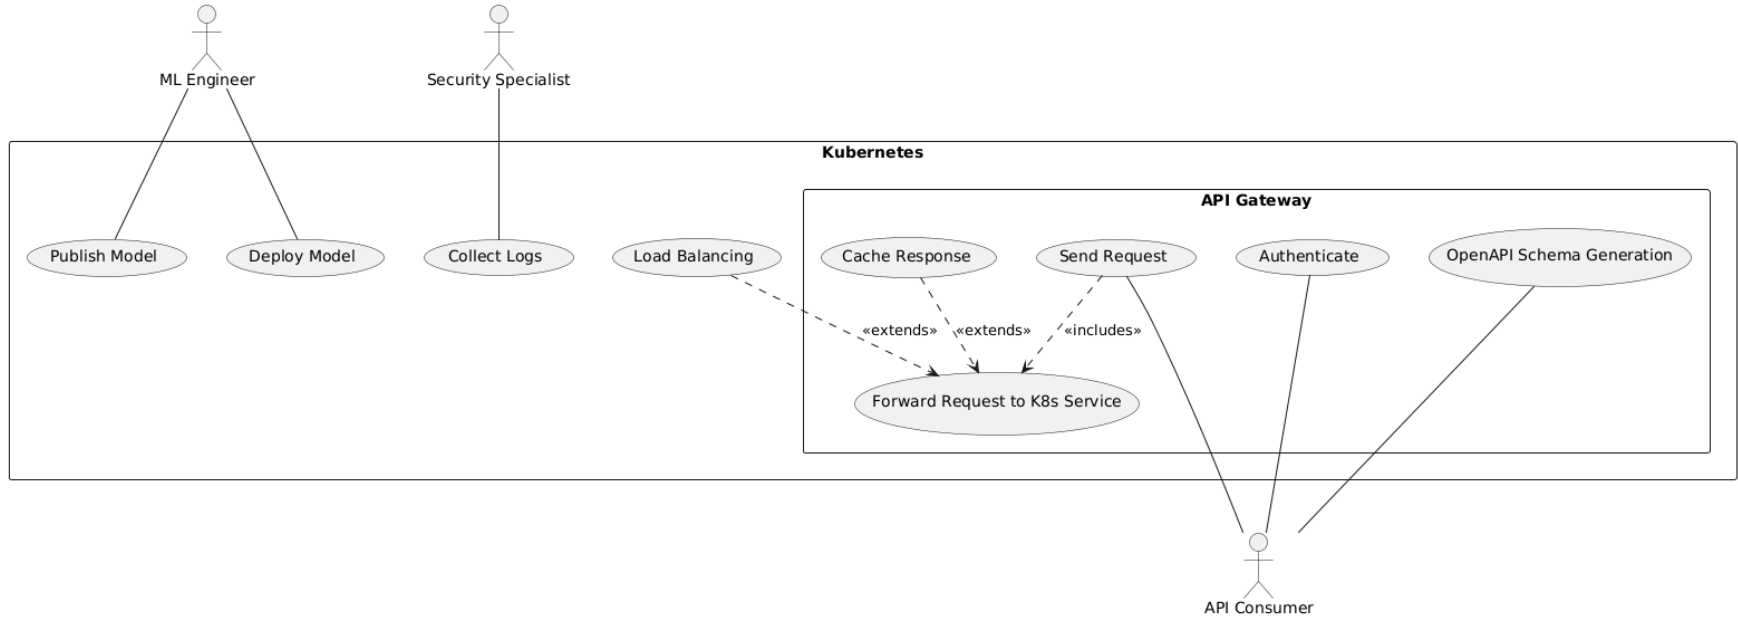 ML Engineer
Security Specialist
Kubernetes
API Gateway
Publish Model
Deploy Model
Collect Logs
Load Balancing
Cache Response
Send Request
Authenticate
OpenAPI Schema Generation
«extends»
«extends»
«includes»
Forward Request to K8s Service
API Consumer